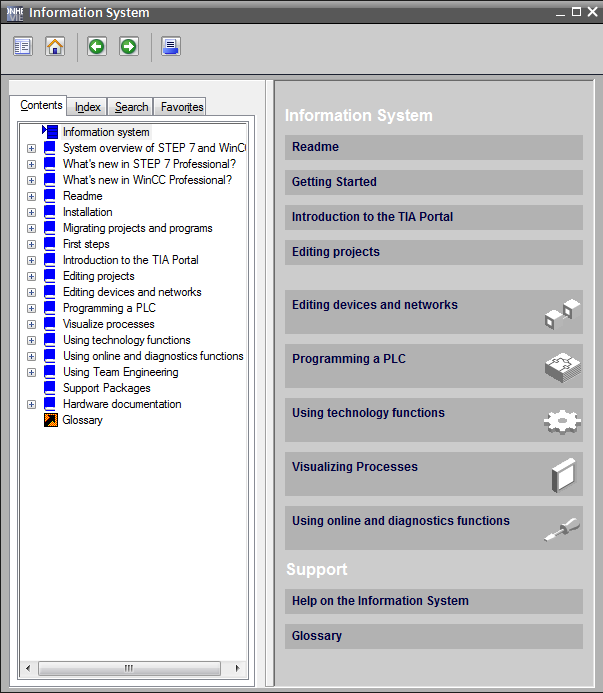 Information System
Contents
Index
Search
Favorites
Information system
System overview of STEP 7 and WinCC
What's new in STEP 7 Professional?
What's new in WinCC Professional?
Readme
Installation
Migrating projects and programs
First steps
Introduction to the TIA Portal
Editing projects
Editing devices and networks
Programming a PLC
Visualize processes
Using technology functions
Using online and diagnostics functions
Using Team Engineering
Support Packages
Hardware documentation
Glossary
Information System
Readme
Getting Started
Introduction to the TIA Portal
Editing projects
Editing devices and networks
Programming a PLC
Using technology functions
Visualizing Processes
Using online and diagnostics functions
Support
Help on the Information System
Glossary